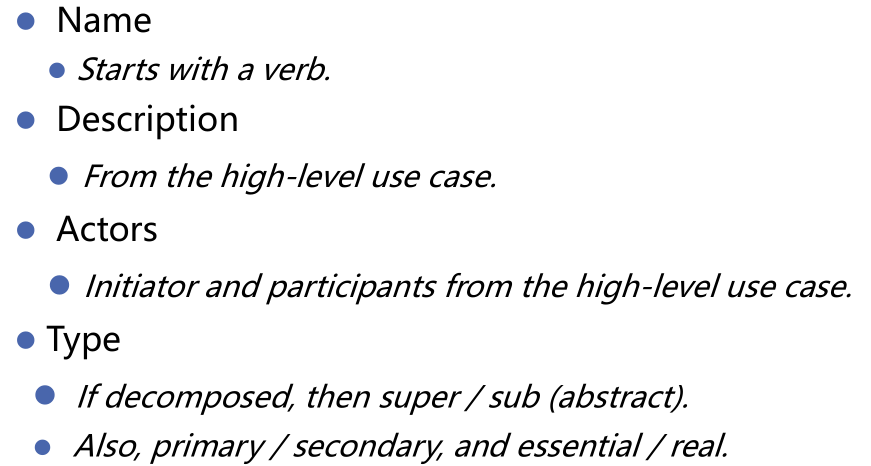 Name
Starts with a verb.
Description
From the high-level use case.
Actors
Initiator and participants from the high-level use case.
Type
If decomposed, then super / sub (abstract).
Also, primary / secondary, and essential / real.